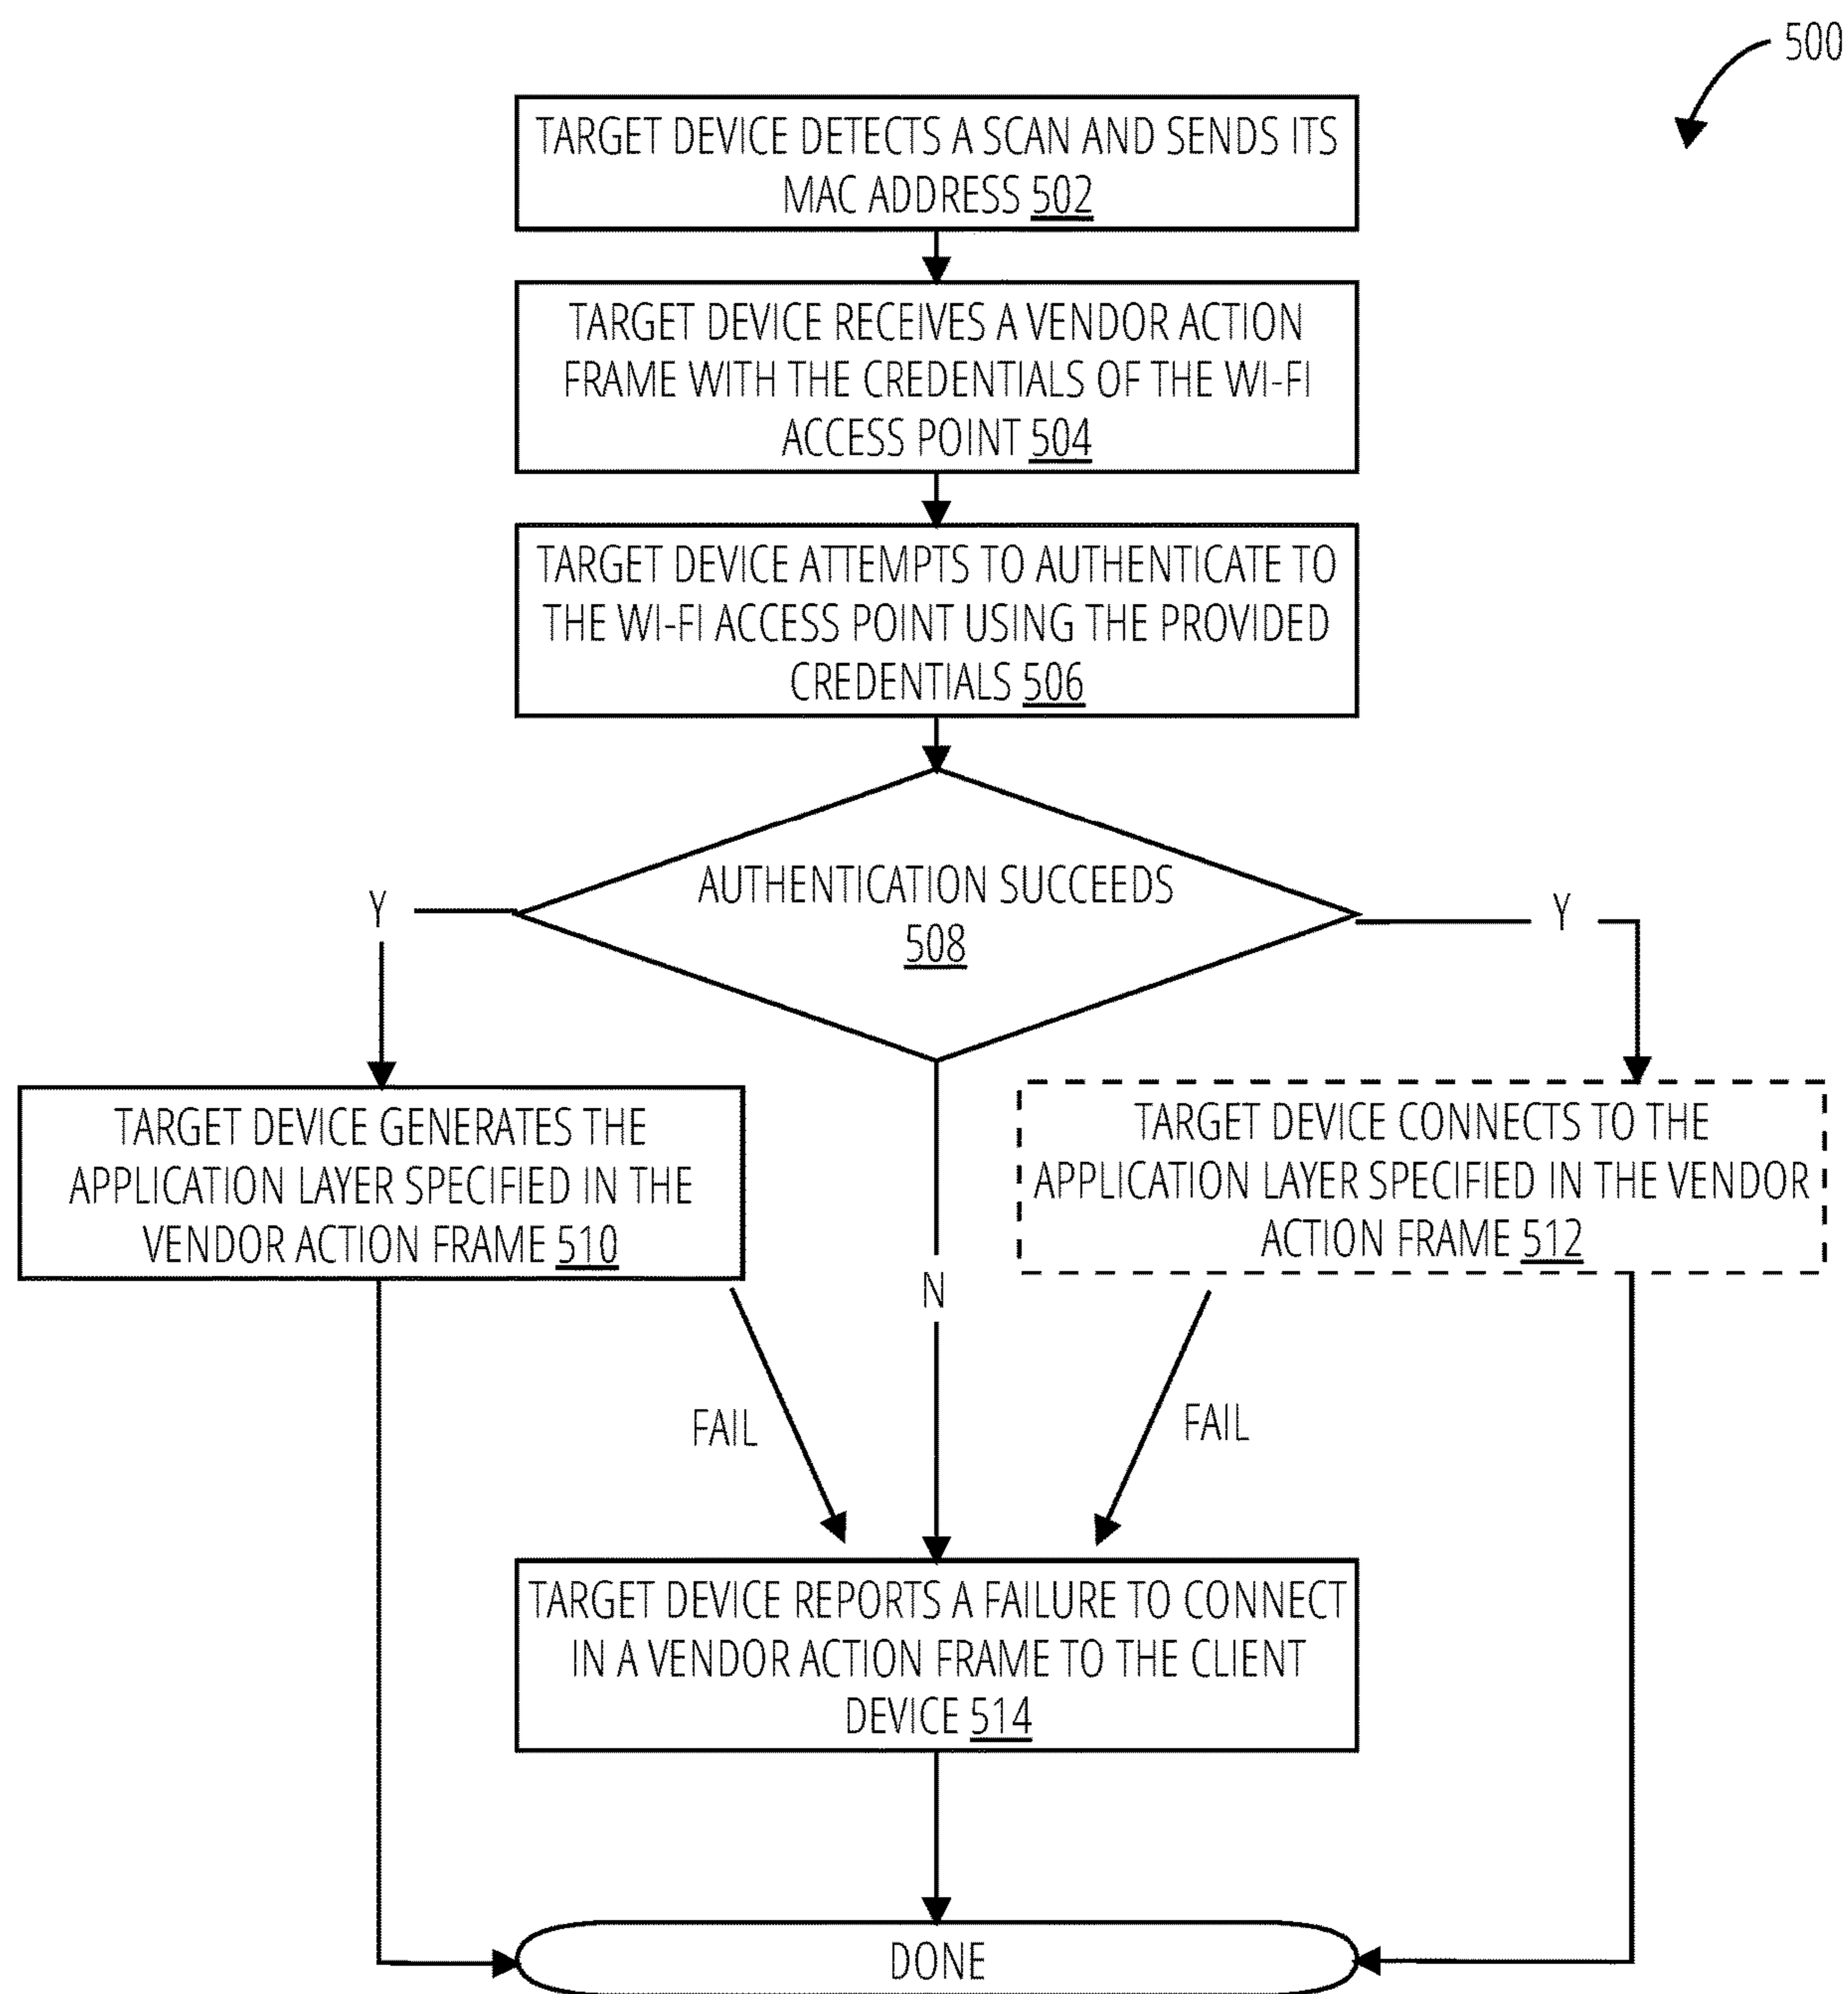 500
TARGET DEVICE DETECTS A SCAN AND SENDS ITS
MAC ADDRESS 502
TARGET DEVICE RECEIVES A VENDOR ACTION
FRAME WITH THE CREDENTIALS OF THE WI-FI
ACCESS POINT 504
TARGET DEVICE ATTEMPTS TO AUTHENTICATE TO
THE WI-FI ACCESS POINT USING THE PROVIDED
CREDENTIALS 506
AUTHENTICATION SUCCEEDS
508
Y
Y
TARGET DEVICE GENERATES THE
APPLICATION LAYER SPECIFIED IN THE
VENDOR ACTION FRAME 510
TARGET DEVICE CONNECTS TO THE
APPLICATION LAYER SPECIFIED IN THE VENDOR
ACTION FRAME 512
N
FAIL
FAIL
TARGET DEVICE REPORTS A FAILURE TO CONNECT
IN A VENDOR ACTION FRAME TO THE CLIENT
DEVICE 514
DONE